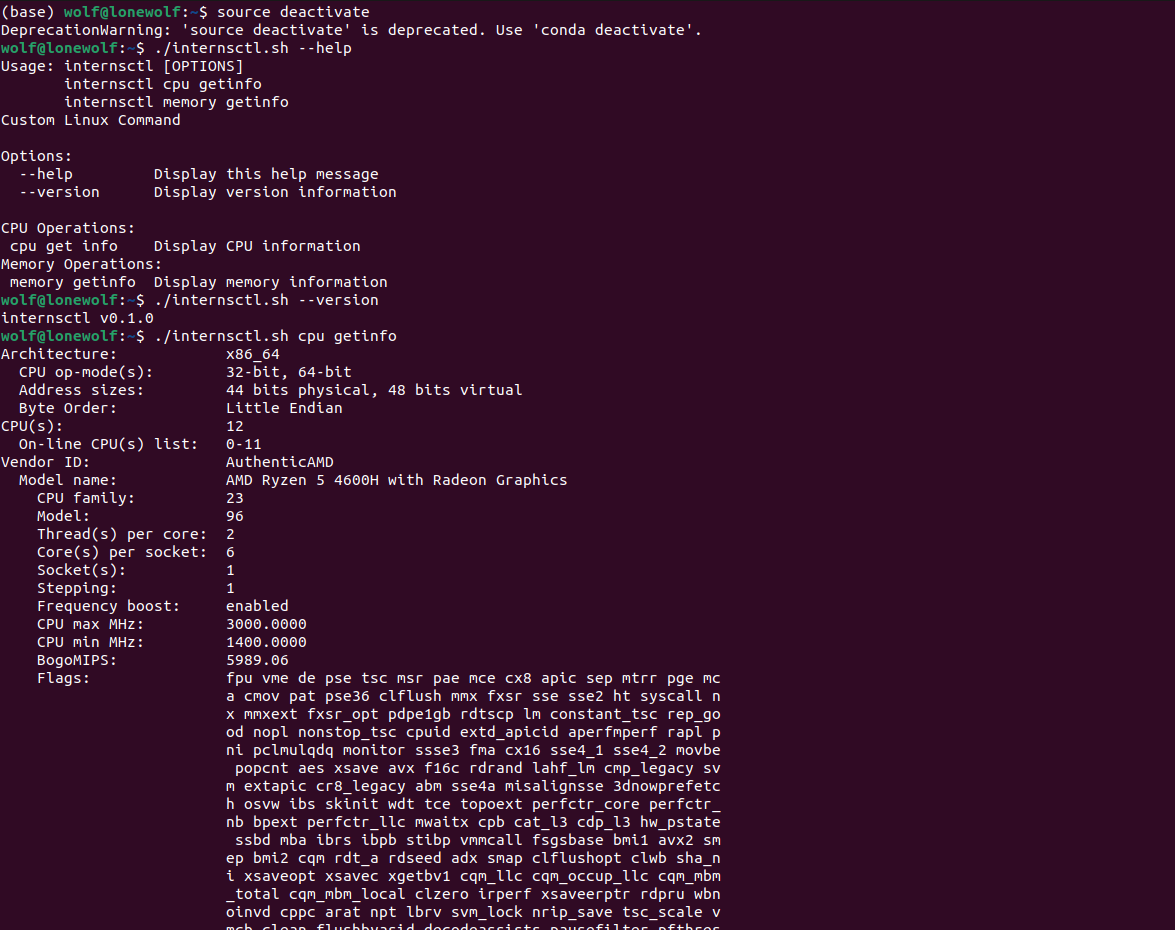 (base) wolf@lonewolf:~$ source deactivate
DeprecationWarning: 'source deactivate' is deprecated. Use 'conda deactivate'.
wolf@lonewolf:~$ ./internsctl.sh --help
Usage: internsctl [OPTIONS]
       internsctl cpu getinfo
       internsctl memory getinfo
Custom Linux Command

Options:
  --help         Display this help message
  --version      Display version information

CPU Operations:
 cpu get info    Display CPU information
Memory Operations:
 memory getinfo  Display memory information
wolf@lonewolf:~$ ./internsctl.sh --version
internsctl v0.1.0
wolf@lonewolf:~$ ./internsctl.sh cpu getinfo
Architecture:            x86_64
  CPU op-mode(s):        32-bit, 64-bit
  Address sizes:         44 bits physical, 48 bits virtual
  Byte Order:            Little Endian
CPU(s):                  12
  On-line CPU(s) list:   0-11
Vendor ID:               AuthenticAMD
  Model name:            AMD Ryzen 5 4600H with Radeon Graphics
    CPU family:          23
    Model:               96
    Thread(s) per core:  2
    Core(s) per socket:  6
    Socket(s):           1
    Stepping:            1
    Frequency boost:     enabled
    CPU max MHz:         3000.0000
    CPU min MHz:         1400.0000
    BogoMIPS:            5989.06
    Flags:               fpu vme de pse tsc msr pae mce cx8 apic sep mtrr pge mc
                         a cmov pat pse36 clflush mmx fxsr sse sse2 ht syscall n
                         x mmxext fxsr_opt pdpe1gb rdtscp lm constant_tsc rep_go
                         od nopl nonstop_tsc cpuid extd_apicid aperfmperf rapl p
                         ni pclmulqdq monitor ssse3 fma cx16 sse4_1 sse4_2 movbe
                          popcnt aes xsave avx f16c rdrand lahf_lm cmp_legacy sv
                         m extapic cr8_legacy abm sse4a misalignsse 3dnowprefetc
                         h osvw ibs skinit wdt tce topoext perfctr_core perfctr_
                         nb bpext perfctr_llc mwaitx cpb cat_l3 cdp_l3 hw_pstate
                          ssbd mba ibrs ibpb stibp vmmcall fsgsbase bmi1 avx2 sm
                         ep bmi2 cqm rdt_a rdseed adx smap clflushopt clwb sha_n
                         i xsaveopt xsavec xgetbv1 cqm_llc cqm_occup_llc cqm_mbm
                         _total cqm_mbm_local clzero irperf xsaveerptr rdpru wbn
                         oinvd cppc arat npt lbrv svm_lock nrip_save tsc_scale v
                         mcb_clean flushbyasid decodeassists pausefilter pfthres